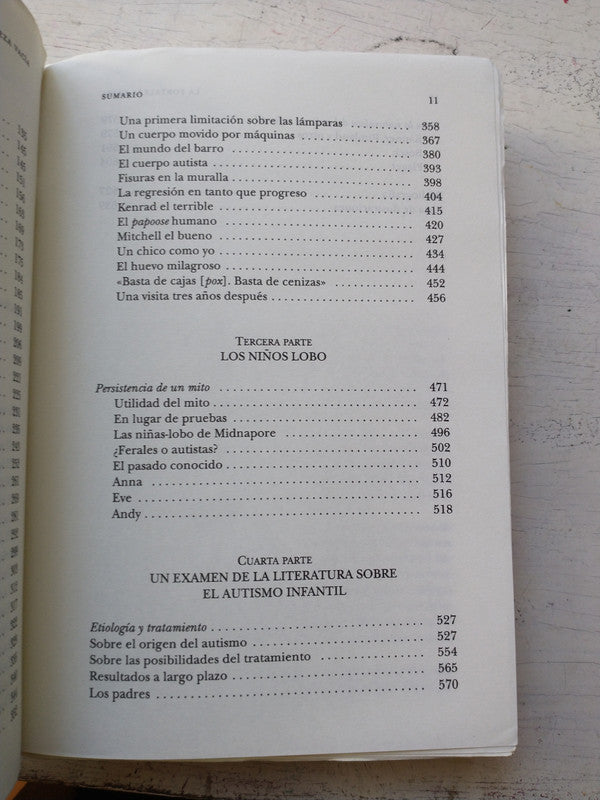 SUMARIO 11
Una primera limitación sobre las lámparas 358
Un cuerpo movido por máquinas 367
El mundo del barro 380
El cuerpo autista 393
Fisuras en la muralla 398
La regresión en tanto que progreso 404
Kenrad el terrible 415
El papoose humano 420
Mitchell el bueno 427
Un chico como yo 434
El huevo milagroso 444
«Basta de cajas [pox]. Basta de cenizas» 452
Una visita tres años después 456
TERCERA PARTE
LOS NIÑOS LOBO
Persistencia de un mito 471
Utilidad del mito 472
En lugar de pruebas 482
Las niñas-lobo de Midnapore 496
¿Ferales o autistas? 502
El pasado conocido 510
Anna 512
Eve 516
Andy 518
CUARTA PARTE
UN EXAMEN DE LA LITERATURA SOBRE
EL AUTISMO INFANTIL
Etiología y tratamiento 527
Sobre el origen del autismo 527
Sobre las posibilidades del tratamiento 554
Resultados a largo plazo 565
Los padres 570